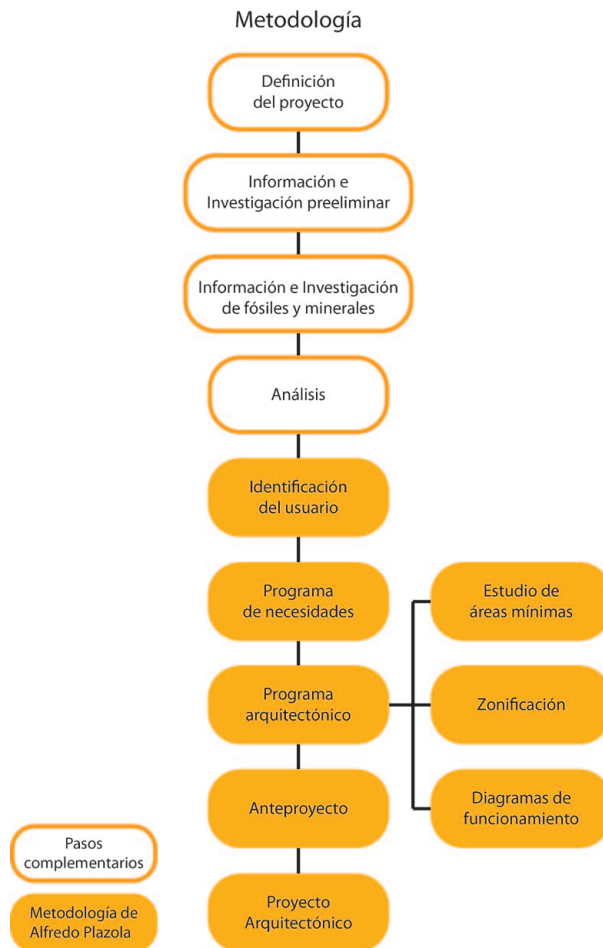 Metodología
Definición
del proyecto
Información e
Investigación preeliminar
Información e Investigación
de fósiles y minerales
Análisis
Identificación
del usuario
Programa
de necesidades
Programa
arquitectónico
Estudio de
áreas mínimas
Zonificación
Diagramas de
funcionamiento
Anteproyecto
Proyecto
Arquitectónico
Pasos
complementarios
Metodología de
Alfredo Plazola